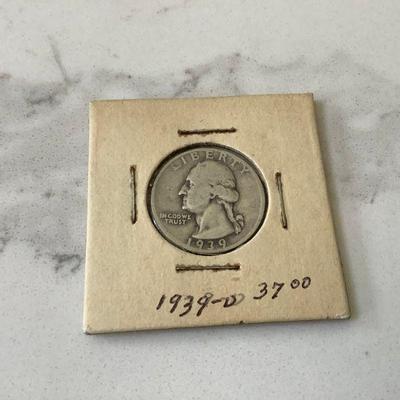 LIBERTY
IN GOD WE
TRUST
1939
1939-D 37.00